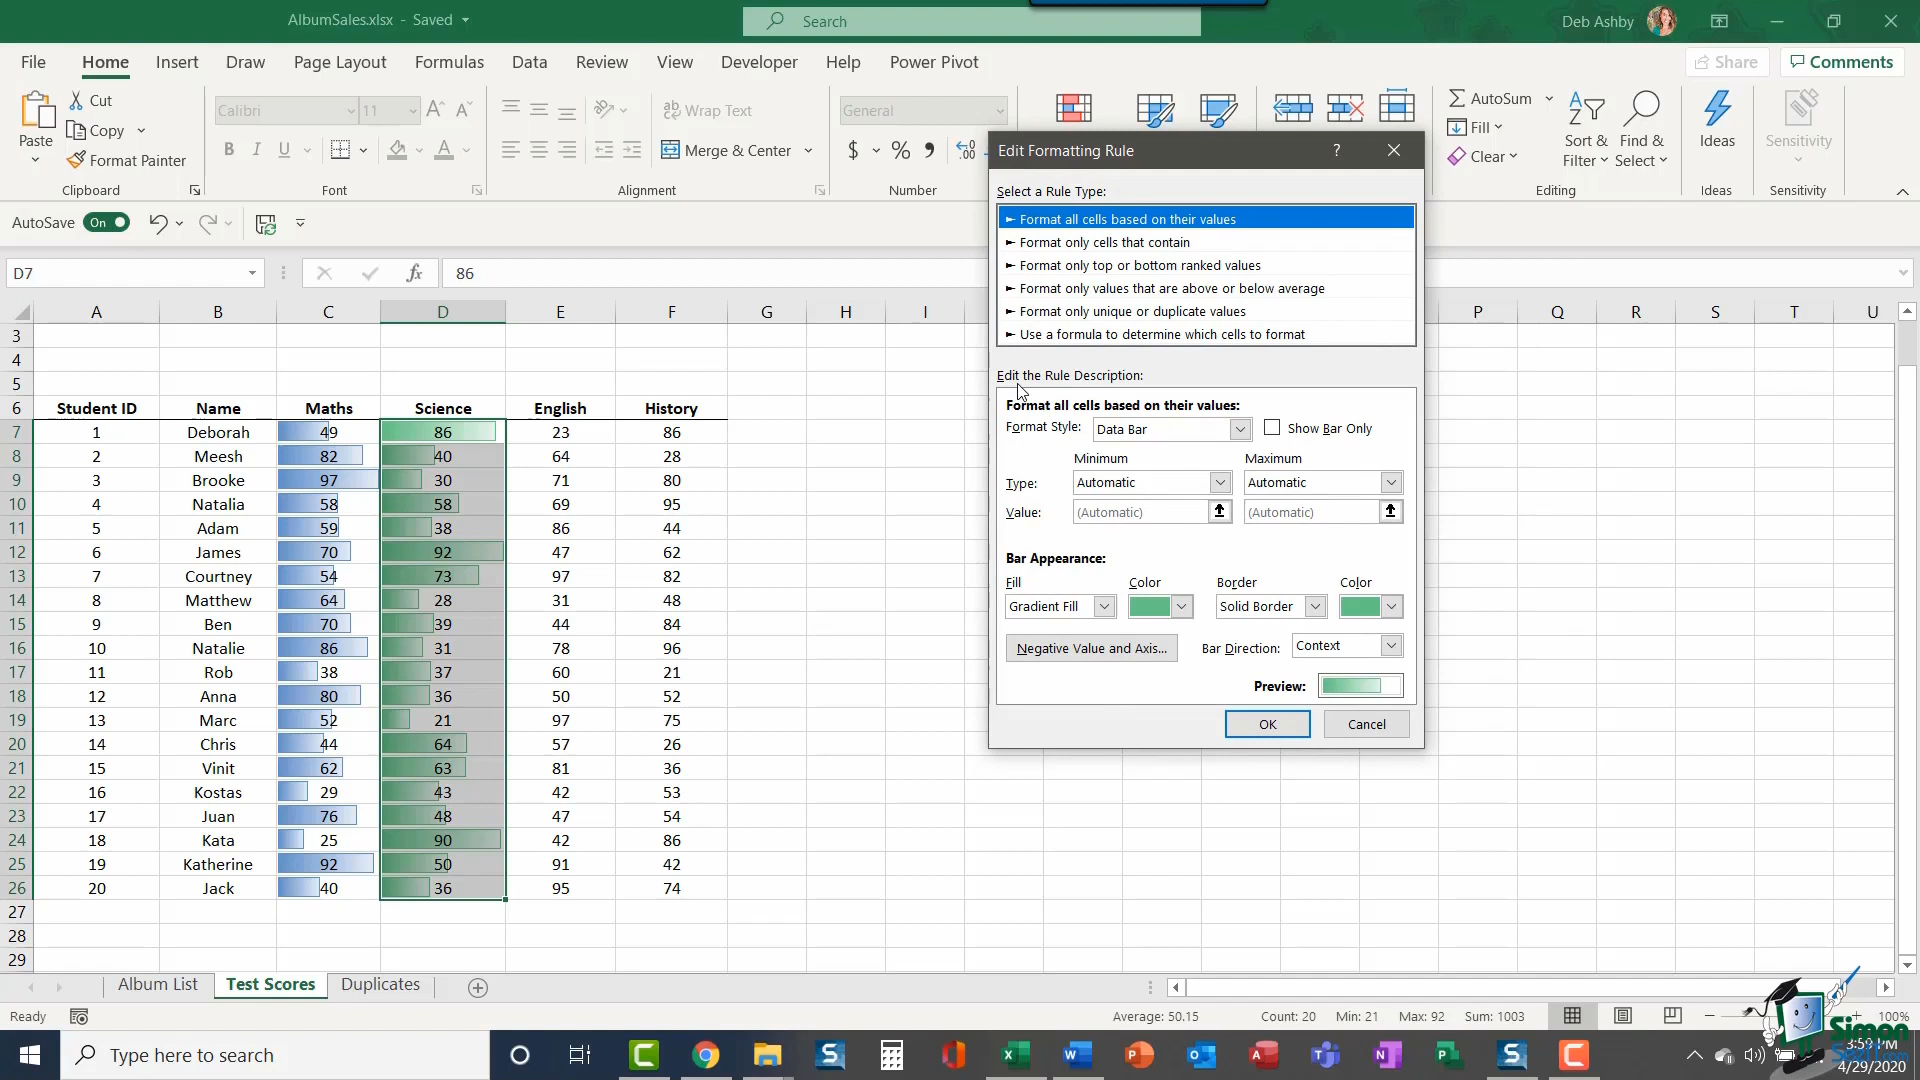 AlbumSales.xlsx - Saved
Search
Deb Ashby
File Home Insert Draw Page Layout Formulas Data Review View Developer Help Power Pivot
Share Comments
Paste
Cut
Copy
Format Painter
Clipboard
Calibri 11
B I U A
Font
Wrap Text
Merge & Center
Alignment
General
$ % 9 .00
Number
AutoSum
Fill
Clear
Sort & Filter
Find & Select
Editing
Ideas
Ideas
Sensitivity
Sensitivity
AutoSave On
D7
fx
86
A B C D E F G H I P Q R S T U
3
4
5
6 Student ID Name Maths Science English History
7 1 Deborah 49 86 23 86
8 2 Meesh 82 40 64 28
9 3 Brooke 97 30 71 80
10 4 Natalia 58 58 69 95
11 5 Adam 59 38 86 44
12 6 James 70 92 47 62
13 7 Courtney 54 73 97 82
14 8 Matthew 64 28 31 48
15 9 Ben 70 39 44 84
16 10 Natalie 86 31 78 96
17 11 Rob 38 37 60 21
18 12 Anna 80 36 50 52
19 13 Marc 52 21 97 75
20 14 Chris 44 64 57 26
21 15 Vinit 62 63 81 36
22 16 Kostas 29 43 42 53
23 17 Juan 76 48 47 54
24 18 Kata 25 90 42 86
25 19 Katherine 92 50 91 42
26 20 Jack 40 36 95 74
27
28
29
Edit Formatting Rule ?
Select a Rule Type:
Format all cells based on their values
Format only cells that contain
Format only top or bottom ranked values
Format only values that are above or below average
Format only unique or duplicate values
Use a formula to determine which cells to format
Edit the Rule Description:
Format all cells based on their values:
Format Style: Data Bar Show Bar Only
Minimum Maximum
Type: Automatic Automatic
Value: (Automatic) (Automatic)
Bar Appearance:
Fill Color Border Color
Gradient Fill Solid Border
Negative Value and Axis... Bar Direction: Context
Preview:
OK Cancel
Album List Test Scores Duplicates
Ready
Average: 50.15 Count: 20 Min: 21 Max: 92 Sum: 1003
100%
Type here to search
3:59 PM
4/29/2020
Simon
Sez IT